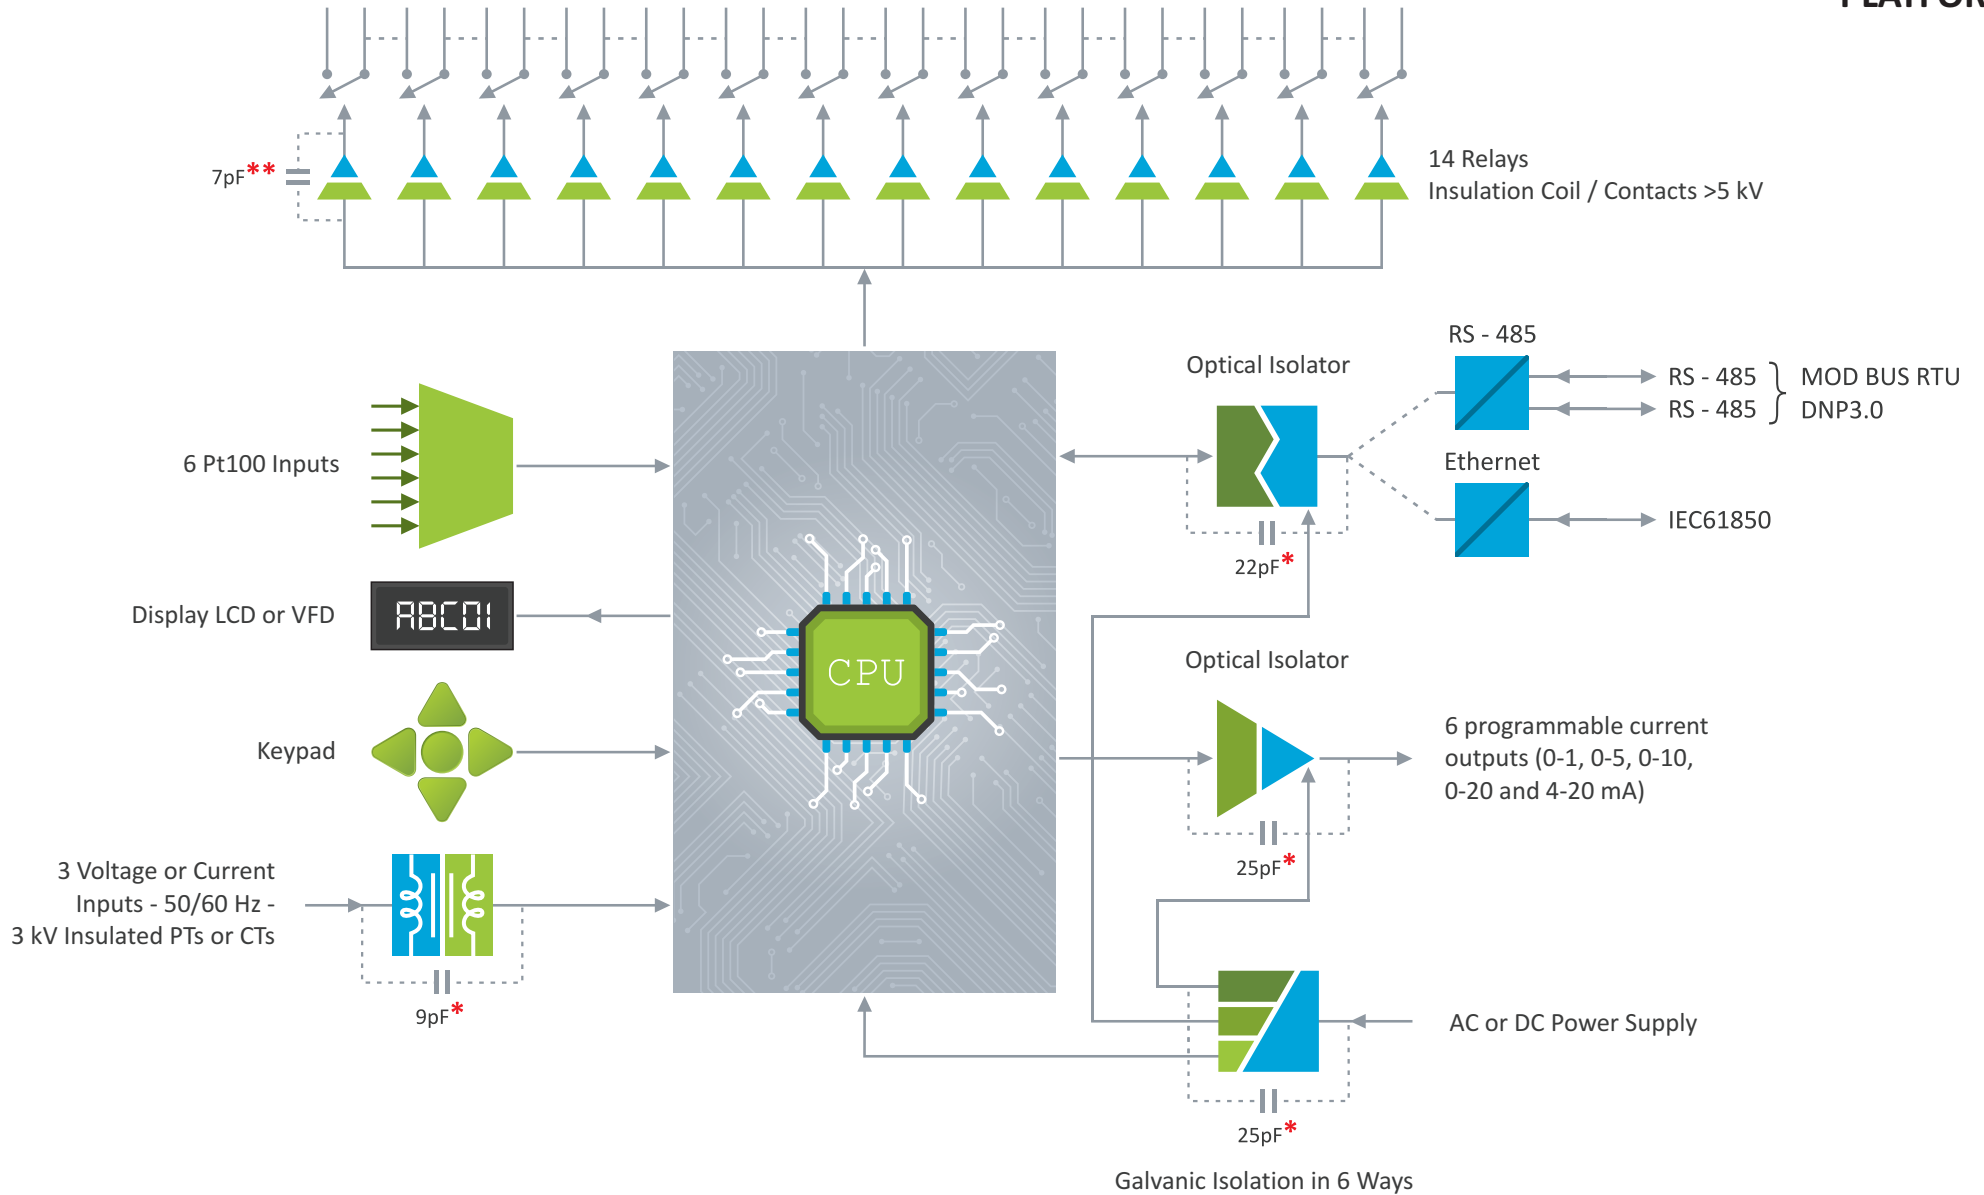 7pF**
14 Relays
Insulation Coil / Contacts >5 kV
RS - 485
Optical Isolator
RS - 485
MOD BUS RTU
RS - 485
DNP3.0
6 Pt100 Inputs
Ethernet
IEC61850
22pF*
Display LCD or VFD
ABCD1
CPU
Optical Isolator
Keypad
6 programmable current
outputs (0-1, 0-5, 0-10,
0-20 and 4-20 mA)
25pF*
3 Voltage or Current
Inputs - 50/60 Hz -
3 kV Insulated PTs or CTs
9pF*
AC or DC Power Supply
25pF*
Galvanic Isolation in 6 Ways